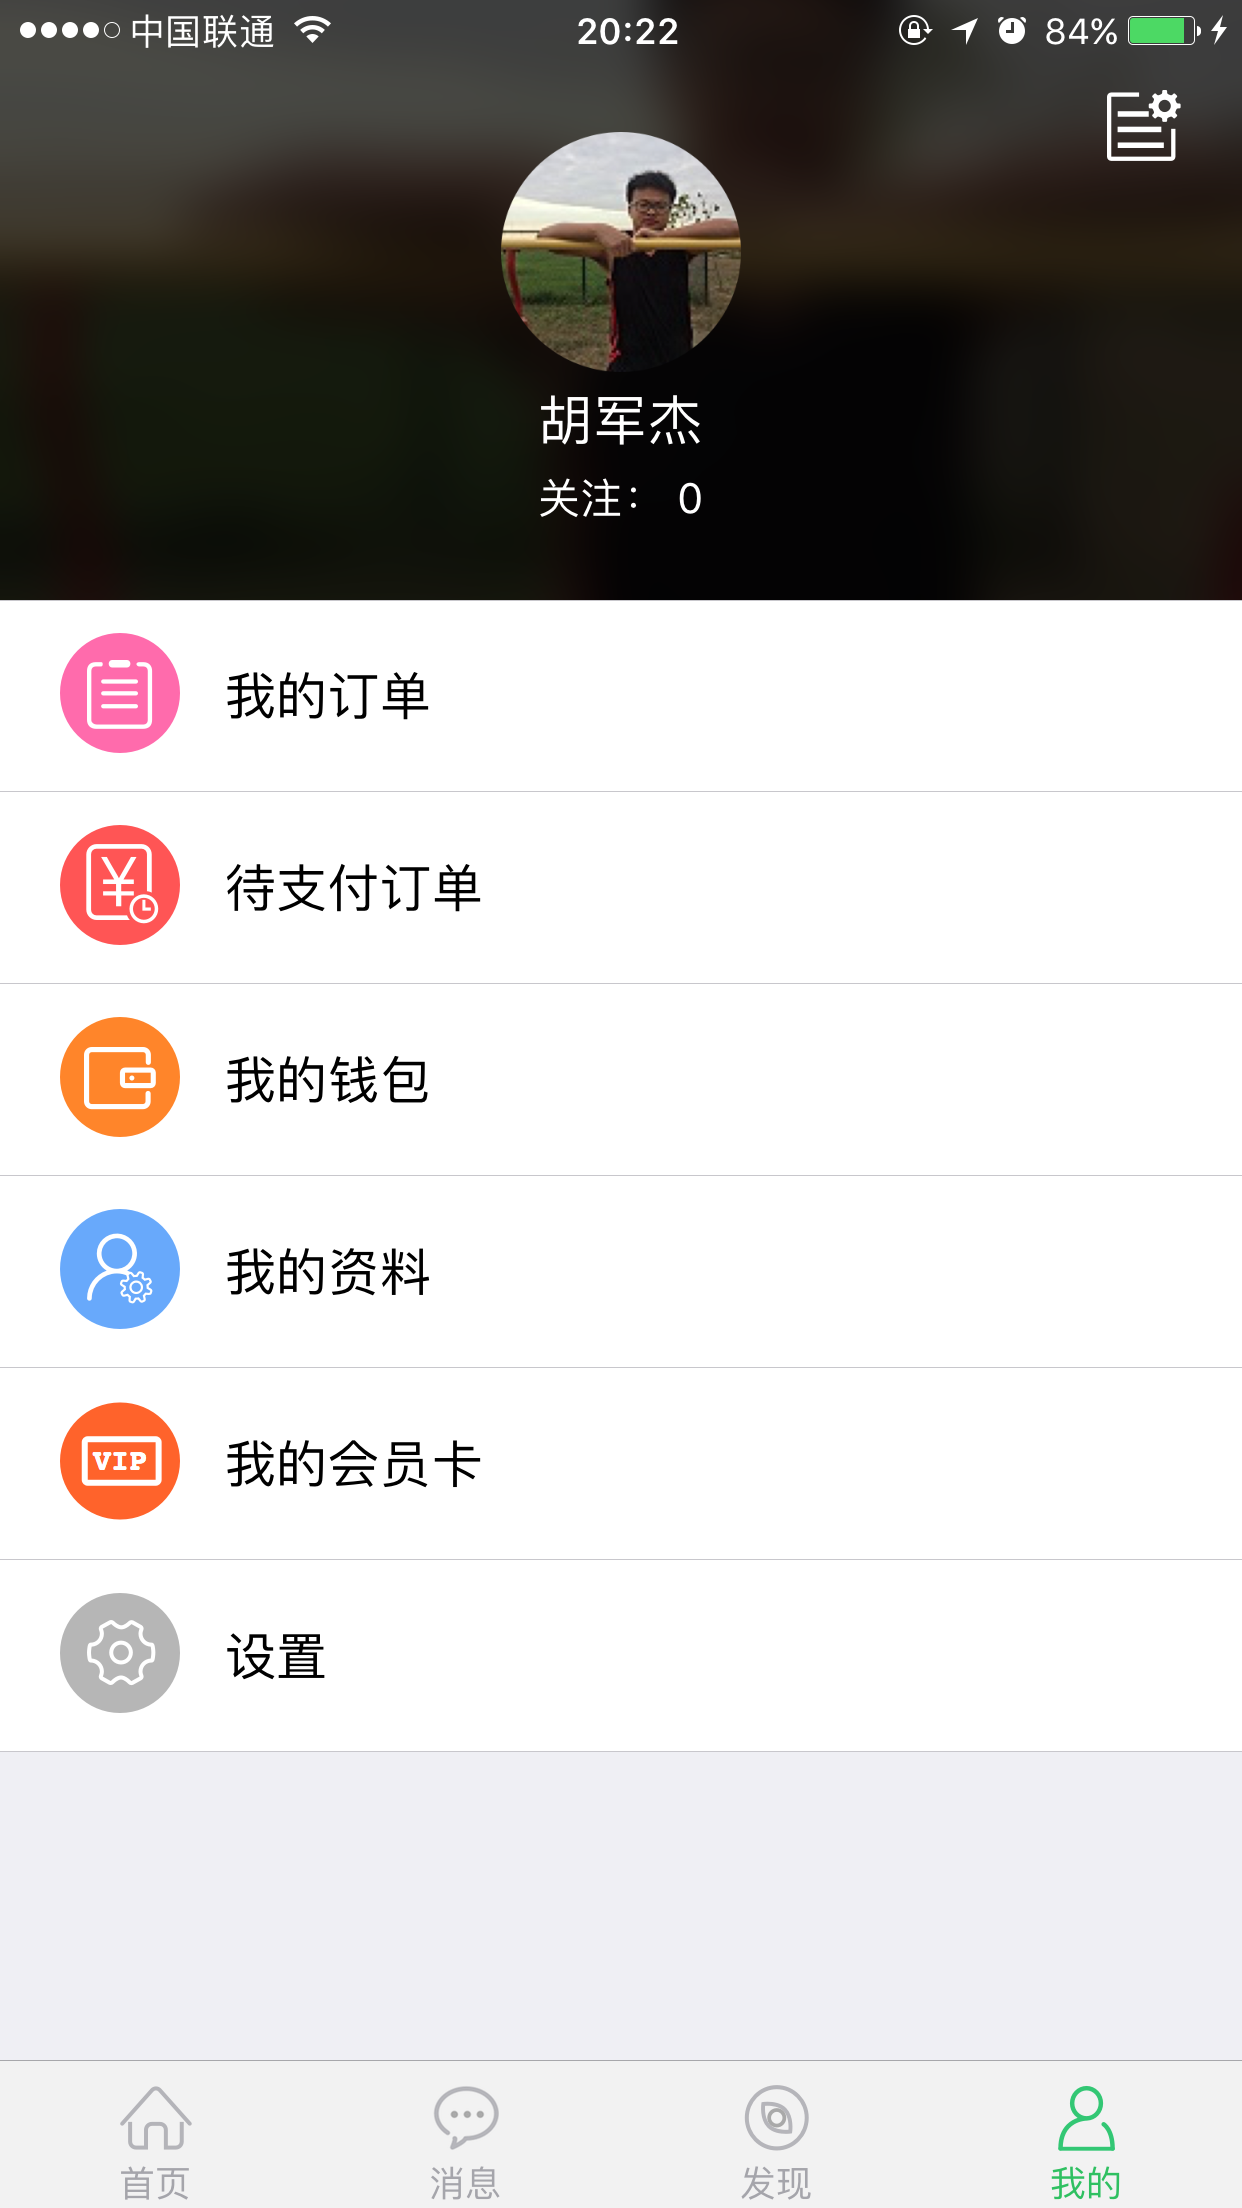 中国联通 20:22 84%
胡军杰
关注： 0
我的订单
待支付订单
我的钱包
我的资料
VIP 我的会员卡
设置
首页 消息 发现 我的